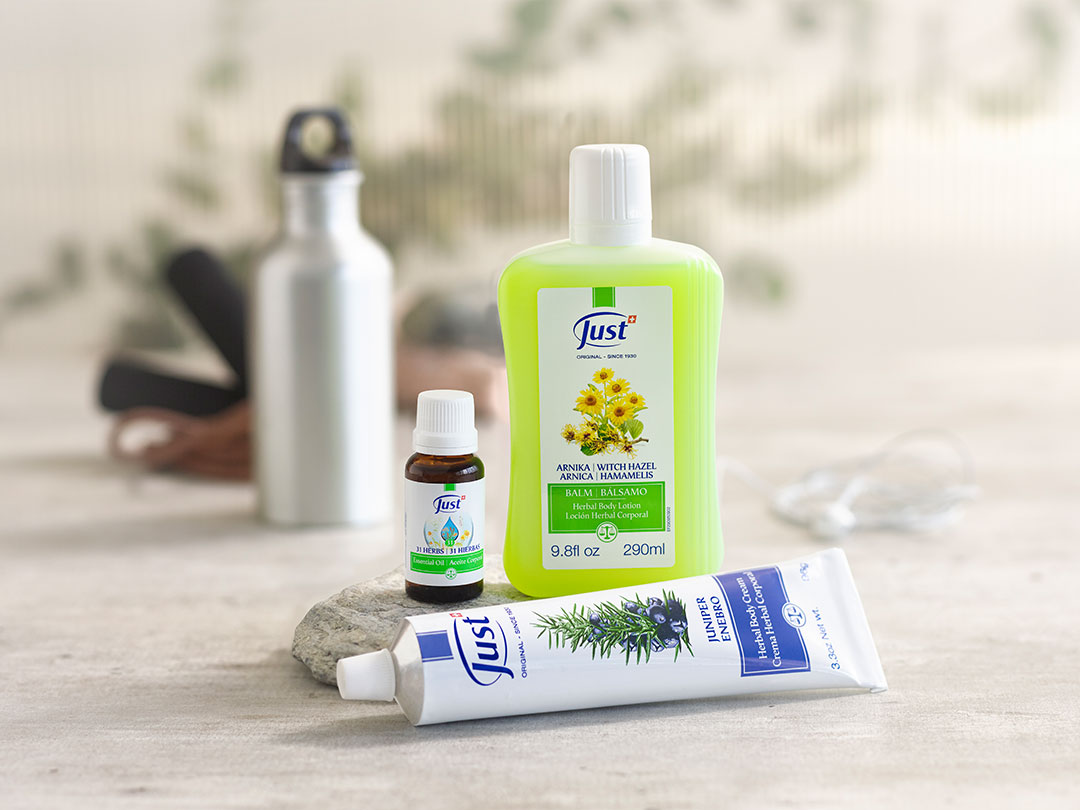 Just
ORIGINAL - SINCE 1930
ARNIKA | WITCH HAZEL
ARNICA | HAMAMELIS
BALM | BÁLSAMO
Herbal Body Lotion
Loción Herbal Corporal
9.8fl oz 290ml
Just
31 HERBS | 31 HIERBAS
Essential Oil | Aceite
Just
ORIGINAL - SINCE
JUNIPER
ENEBRO
Herbal Body Cream
Crema Herbal Corporal
3.3oz Net wt.